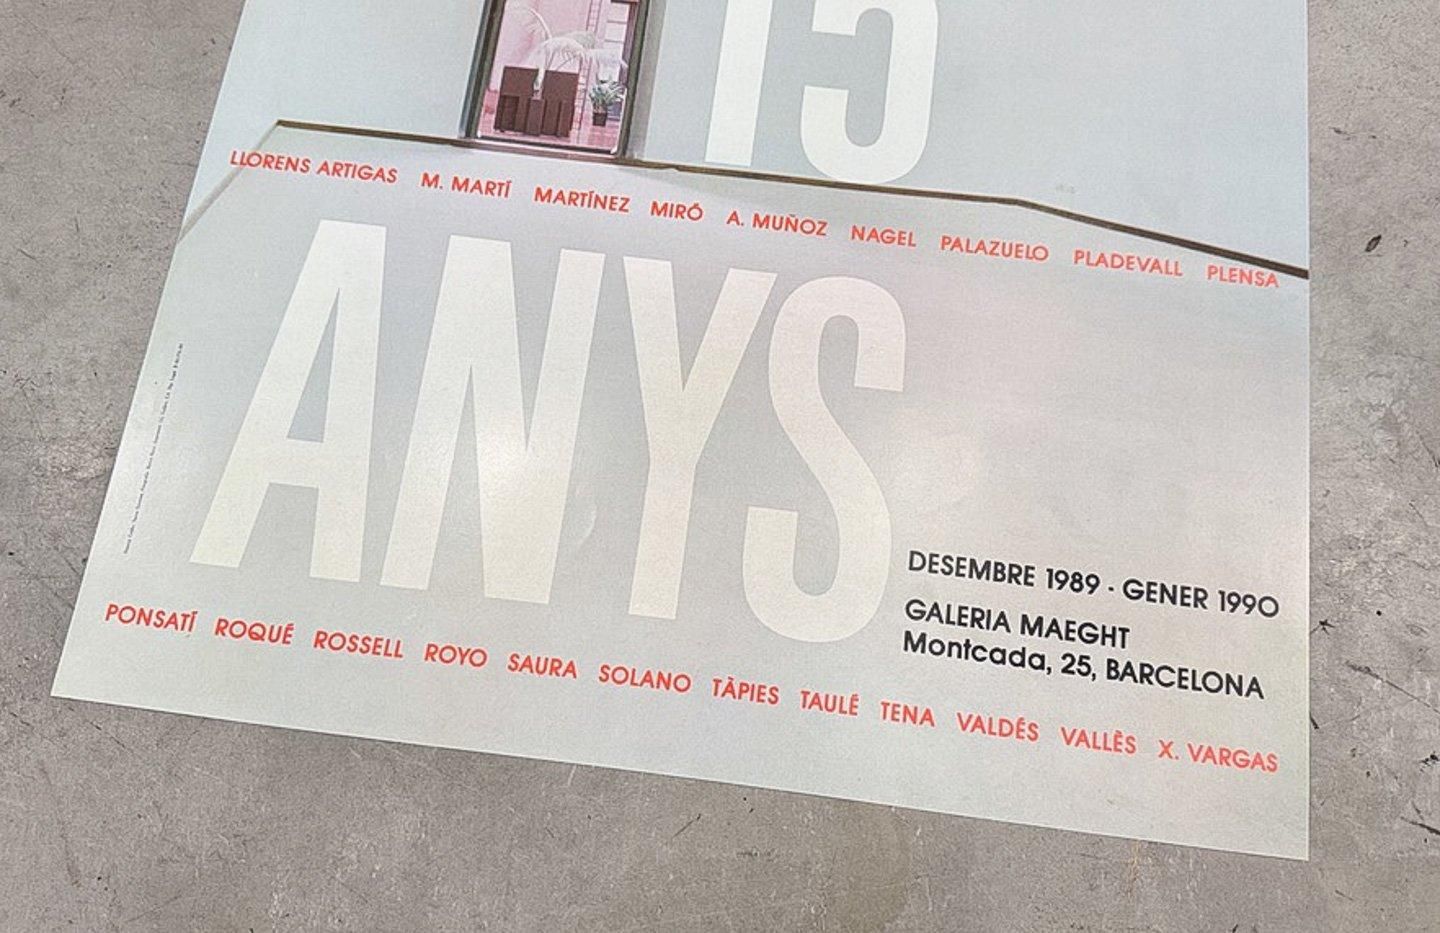 15
LLORENS ARTIGAS M. MARTÍ MARTÍNEZ MIRÓ A. MUÑOZ NAGEL PALAZUELO PLADEVALL PLENSA
ANYS
DESEMBRE 1989 · GENER 1990
GALERIA MAEGHT
Montcada, 25, BARCELONA
PONSATÍ ROQUÉ ROSSELL ROYO SAURA SOLANO TÀPIES TAULÉ TENA VALDÉS VALLÈS X. VARGAS